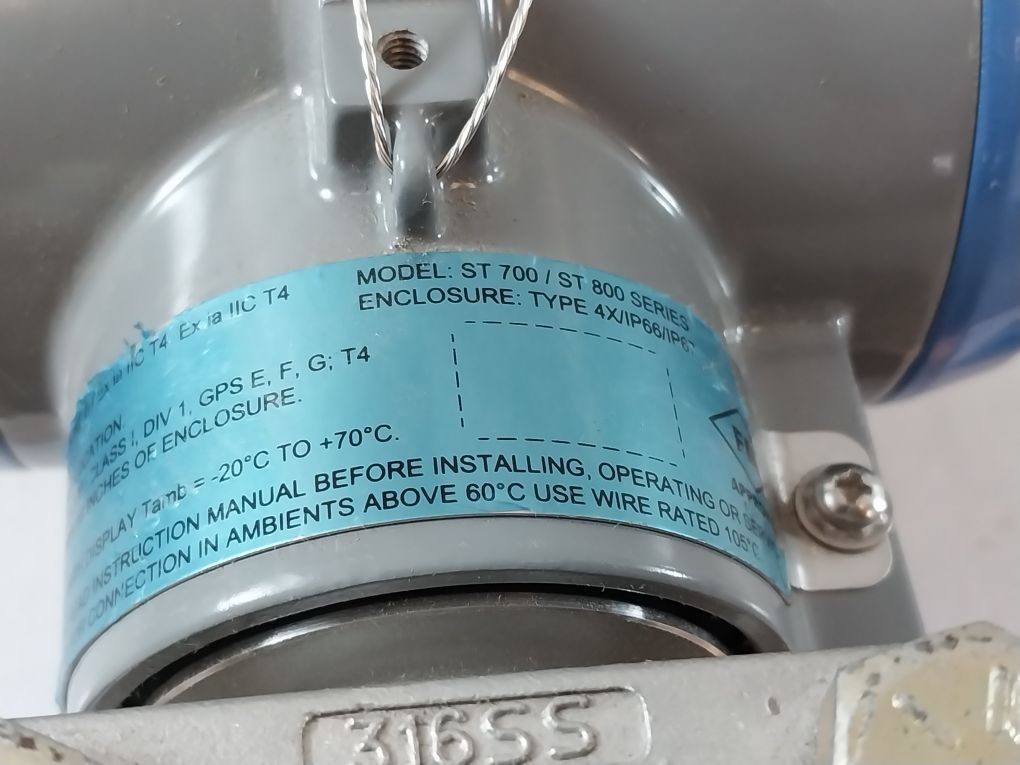 Ex ia IIC T4 Ex ia IIC T4
MODEL: ST 700 / ST 800 SERIES
ENCLOSURE: TYPE 4X/IP66/IP67
CLASS I, DIV 1, GPS E, F, G; T4
INCHES OF ENCLOSURE.
DISPLAY Tamb = -20°C TO +70°C.
INSTRUCTION MANUAL BEFORE INSTALLING, OPERATING OR
CONNECTION IN AMBIENTS ABOVE 60°C USE WIRE RATED 105°C
316SS